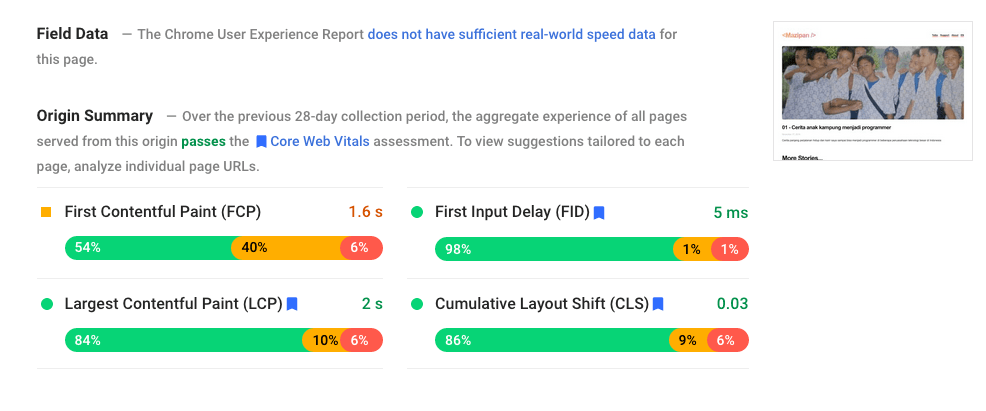 Field Data — The Chrome User Experience Report does not have sufficient real-world speed data for
this page.
Origin Summary — Over the previous 28-day collection period, the aggregate experience of all pages
served from this origin passes the Core Web Vitals assessment. To view suggestions tailored to each
page, analyze individual page URLs.
First Contentful Paint (FCP) 1.6 s
54% 40% 6%
First Input Delay (FID) 5 ms
98% 1% 1%
Largest Contentful Paint (LCP) 2 s
84% 10% 6%
Cumulative Layout Shift (CLS) 0.03
86% 9% 6%
<Mazipan />
01 - Cerita anak kampung menjadi programmer
More Stories...